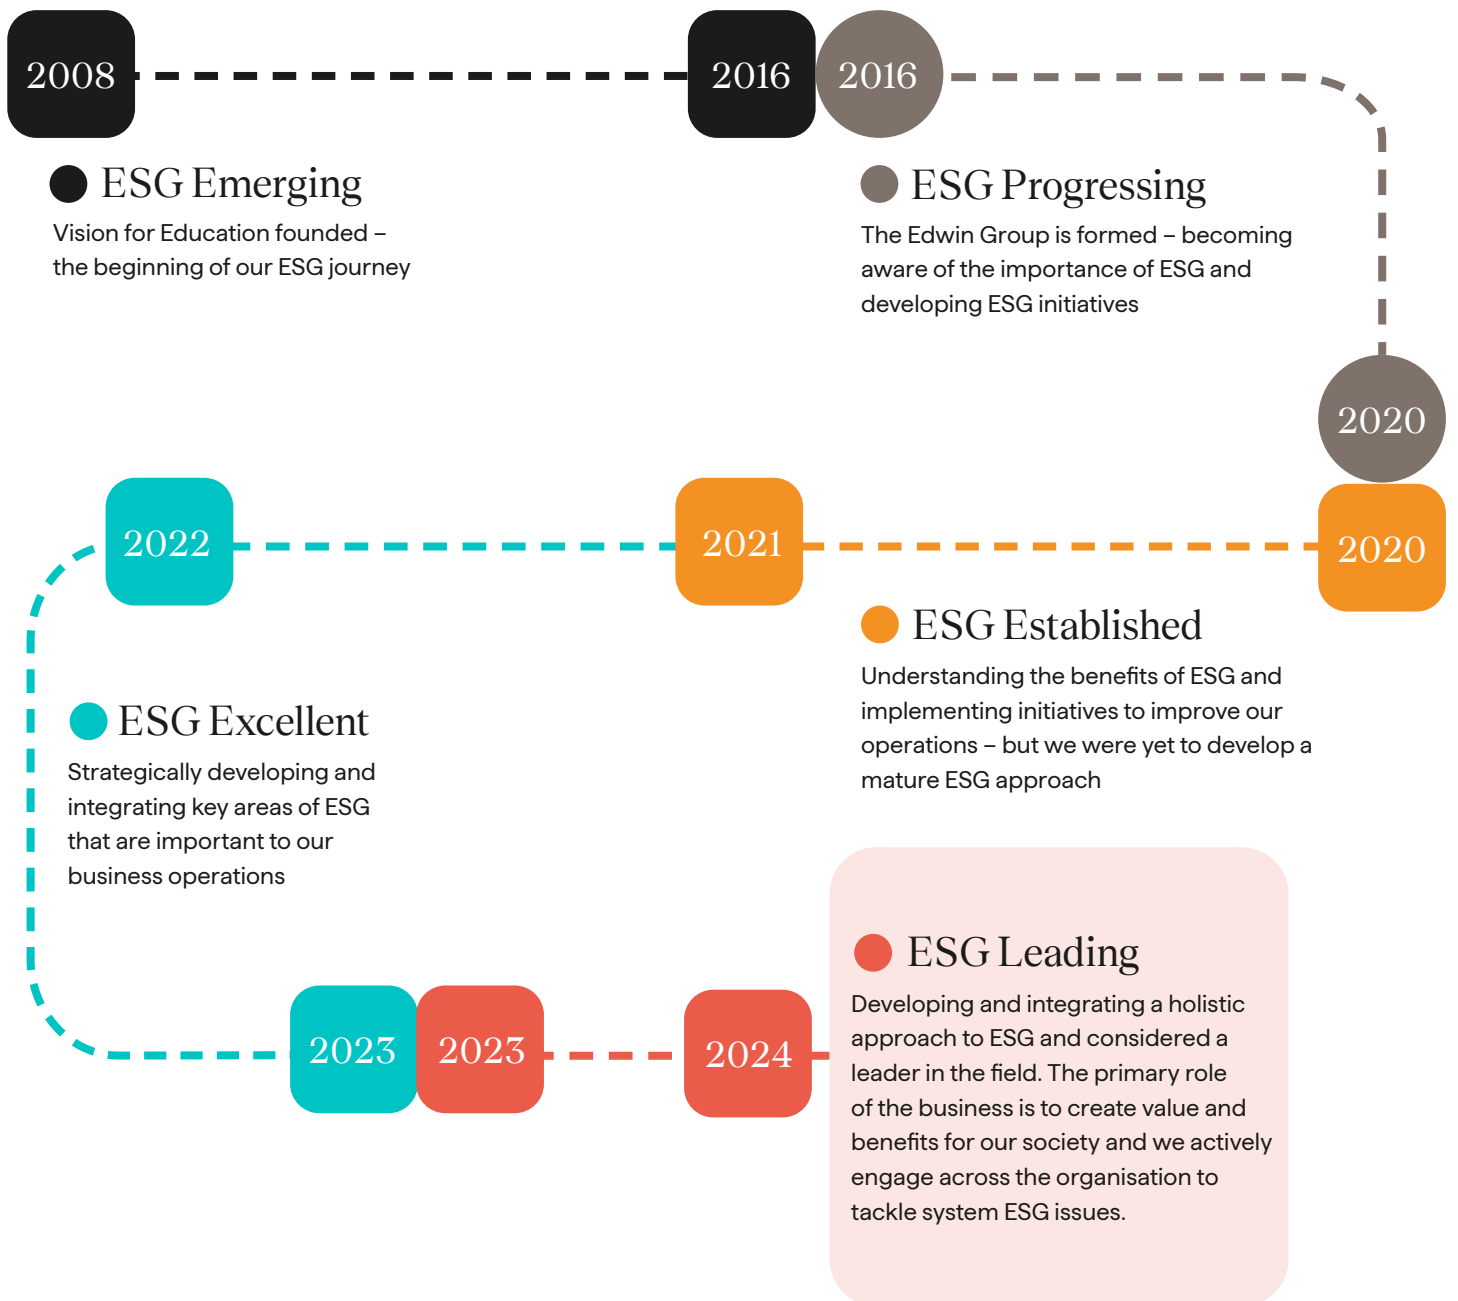 2008
2016
2016
ESG Emerging
Vision for Education founded –
the beginning of our ESG journey
ESG Progressing
The Edwin Group is formed – becoming
aware of the importance of ESG and
developing ESG initiatives
2020
2020
2021
2022
ESG Established
Understanding the benefits of ESG and
implementing initiatives to improve our
operations – but we were yet to develop a
mature ESG approach
ESG Excellent
Strategically developing and
integrating key areas of ESG
that are important to our
business operations
2023
2023
2024
ESG Leading
Developing and integrating a holistic
approach to ESG and considered a
leader in the field. The primary role
of the business is to create value and
benefits for our society and we actively
engage across the organisation to
tackle system ESG issues.